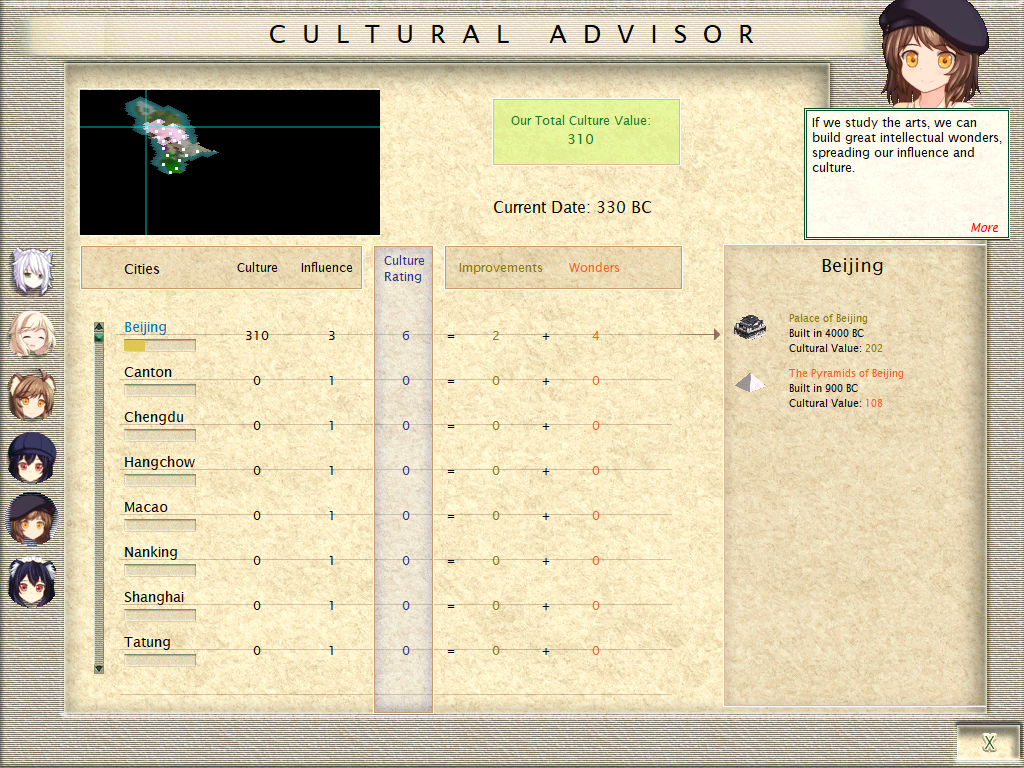 CULTURAL ADVISOR
If we study the arts, we can
build great intellectual wonders,
spreading our influence and
culture.
More
Our Total Culture Value:
310
Current Date: 330 BC
Cities Culture Influence
Culture
Rating
Improvements Wonders
Beijing 310 3 6 = 2 + 4
Canton 0 1 0 = 0 + 0
Chengdu 0 1 0 = 0 + 0
Hangchow 0 1 0 = 0 + 0
Macao 0 1 0 = 0 + 0
Nanking 0 1 0 = 0 + 0
Shanghai 0 1 0 = 0 + 0
Tatung 0 1 0 = 0 + 0
Beijing
Palace of Beijing
Built in 4000 BC
Cultural Value: 202
The Pyramids of Beijing
Built in 900 BC
Cultural Value: 108
X